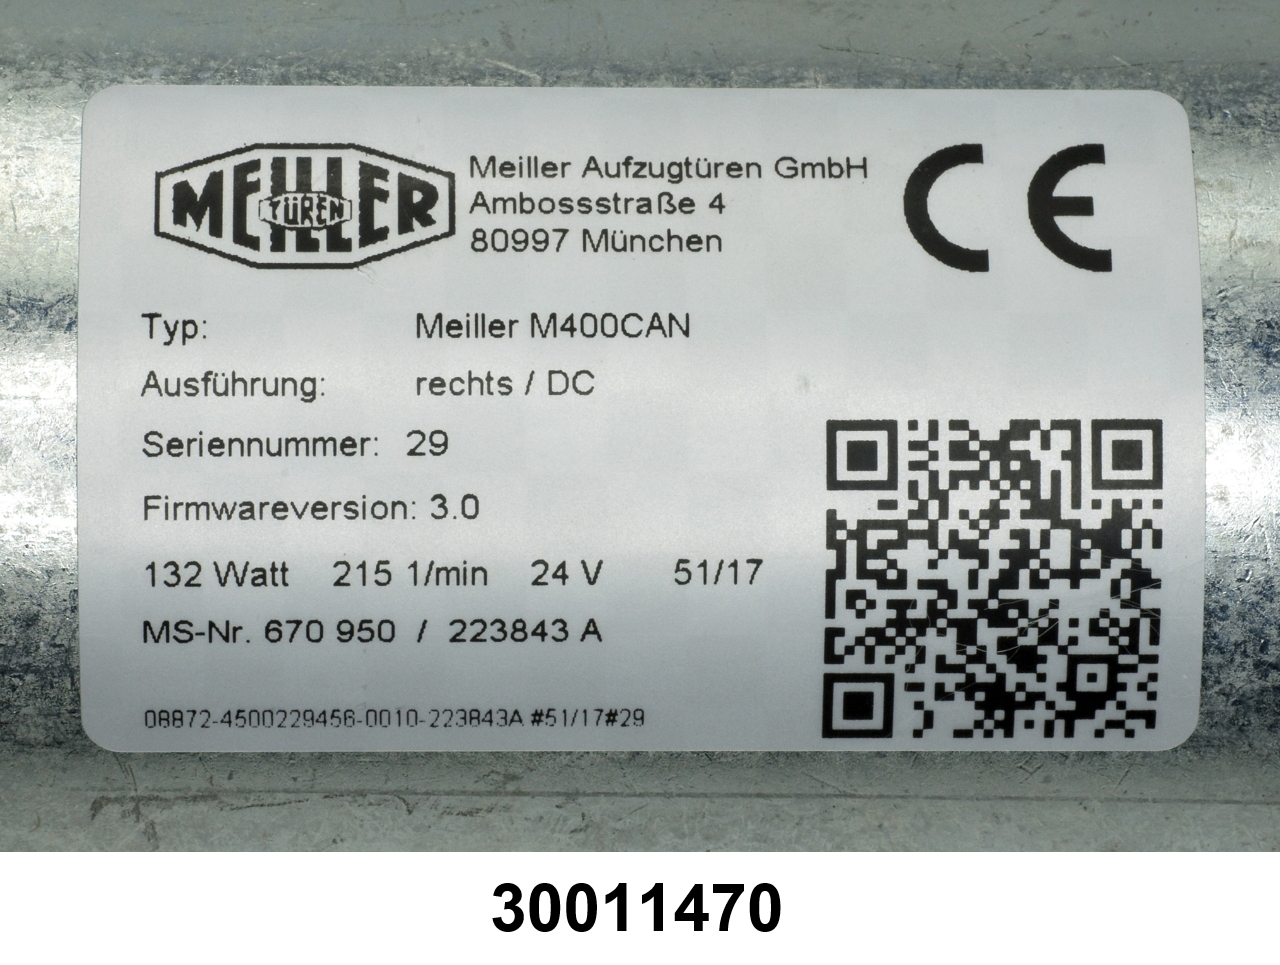 MEILLER
TÜREN
Meiller Aufzugtüren GmbH
Ambossstraße 4
80997 München
CE
Typ: Meiller M400CAN
Ausführung: rechts / DC
Seriennummer: 29
Firmwareversion: 3.0
132 Watt 215 1/min 24 V 51/17
MS-Nr. 670 950 / 223843 A
08872-4500229456-0010-223843A #51/17#29
30011470